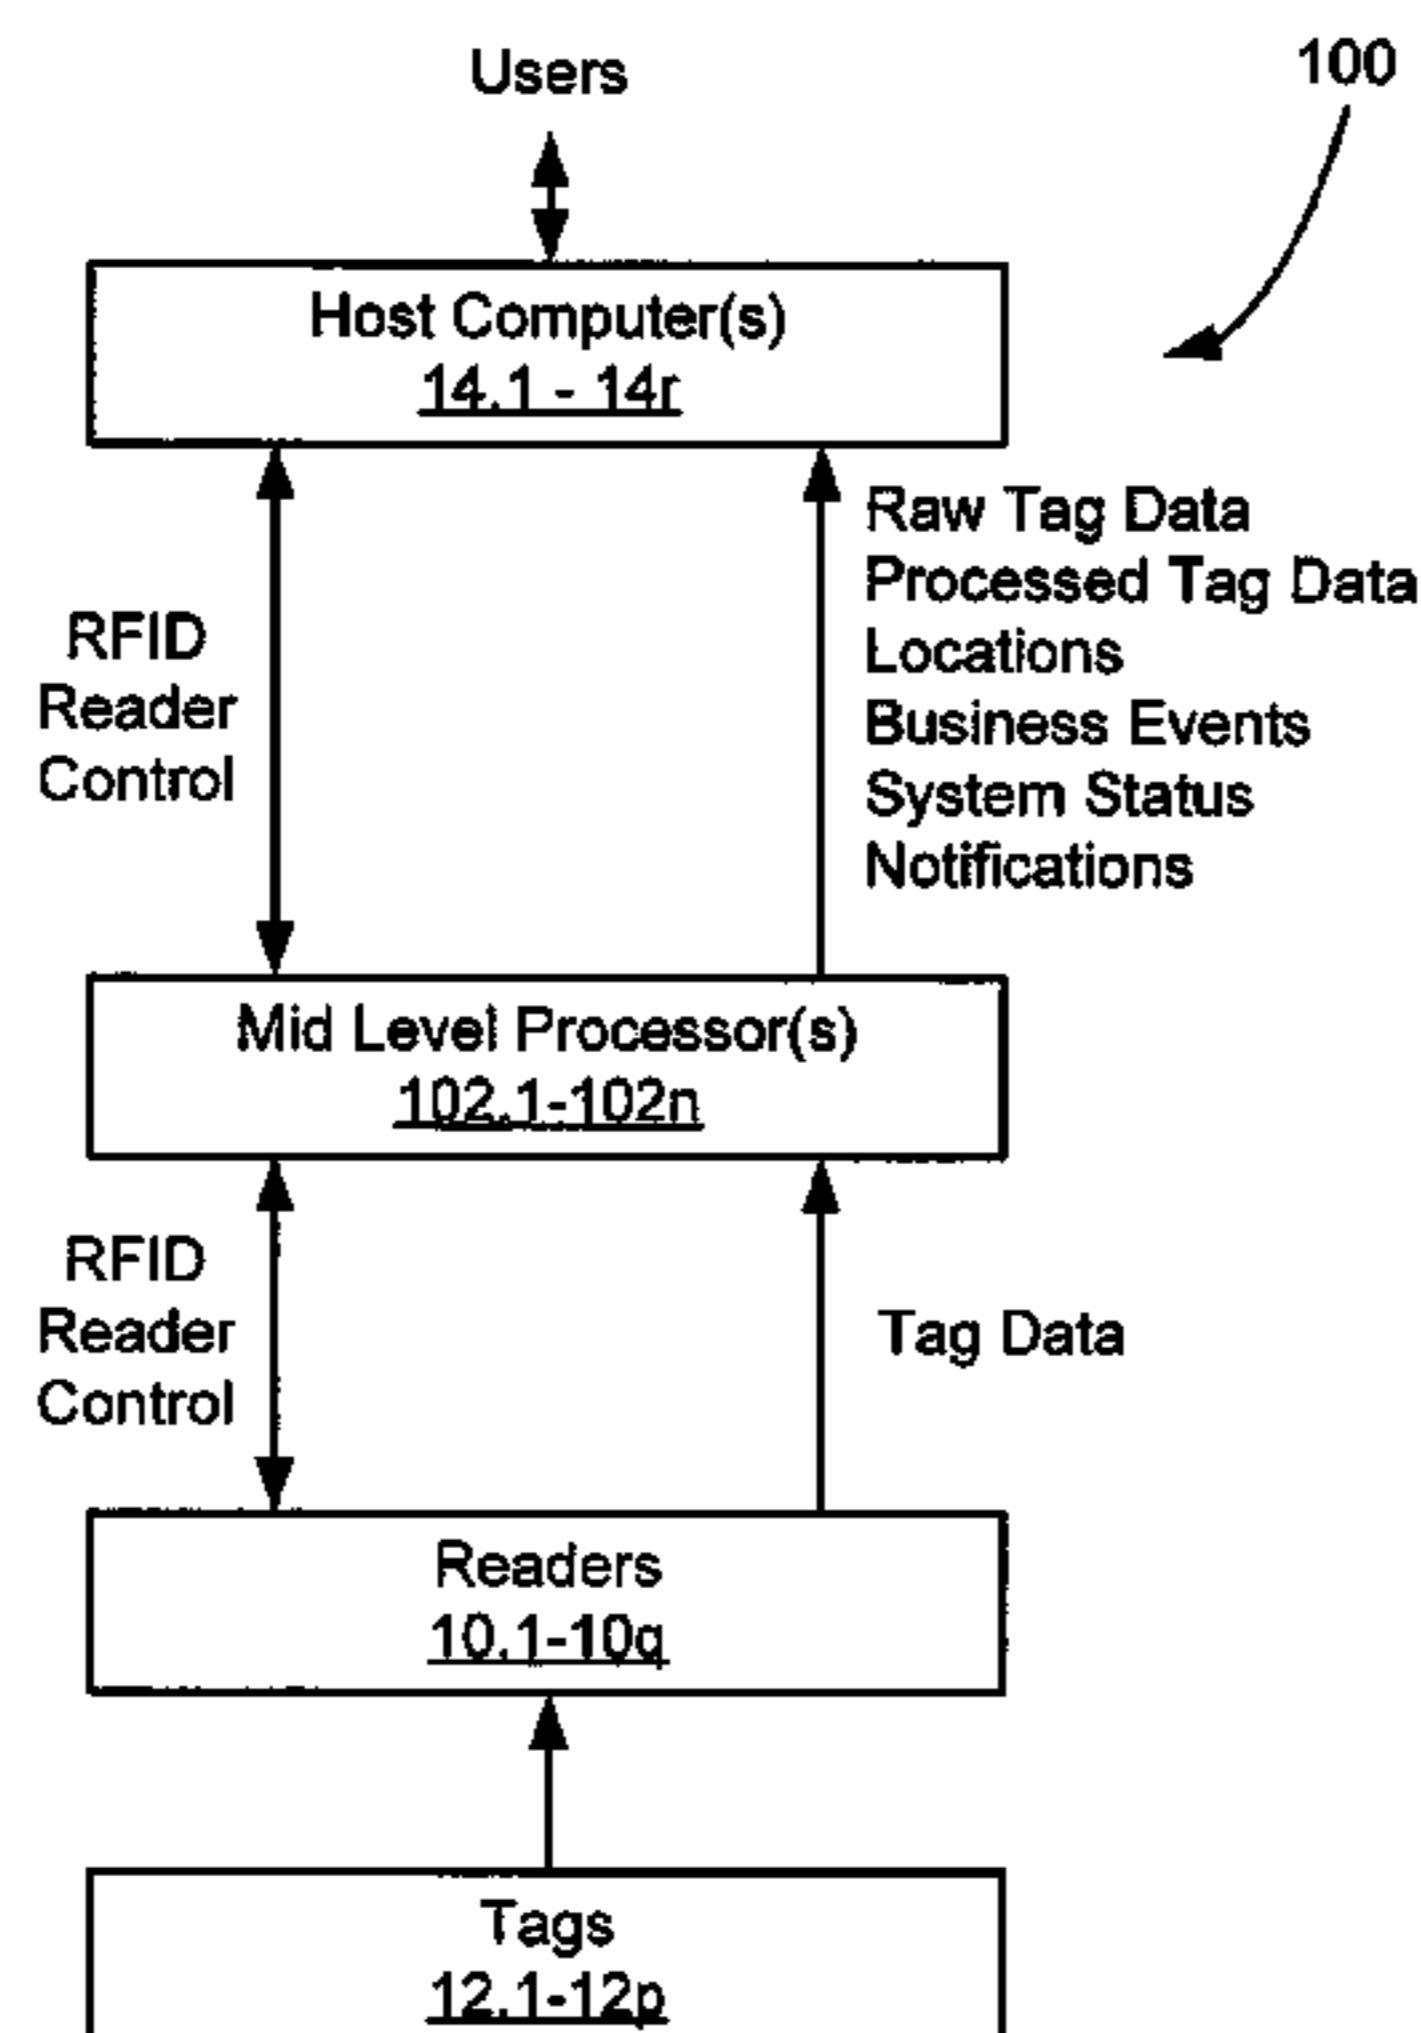 Users
100
Host Computer(s)
14.1 - 14r
RFID
Reader
Control
Raw Tag Data
Processed Tag Data
Locations
Business Events
System Status
Notifications
Mid Level Processor(s)
102.1-102n
RFID
Reader
Control
Tag Data
Readers
10.1-10q
Tags
12.1-12p